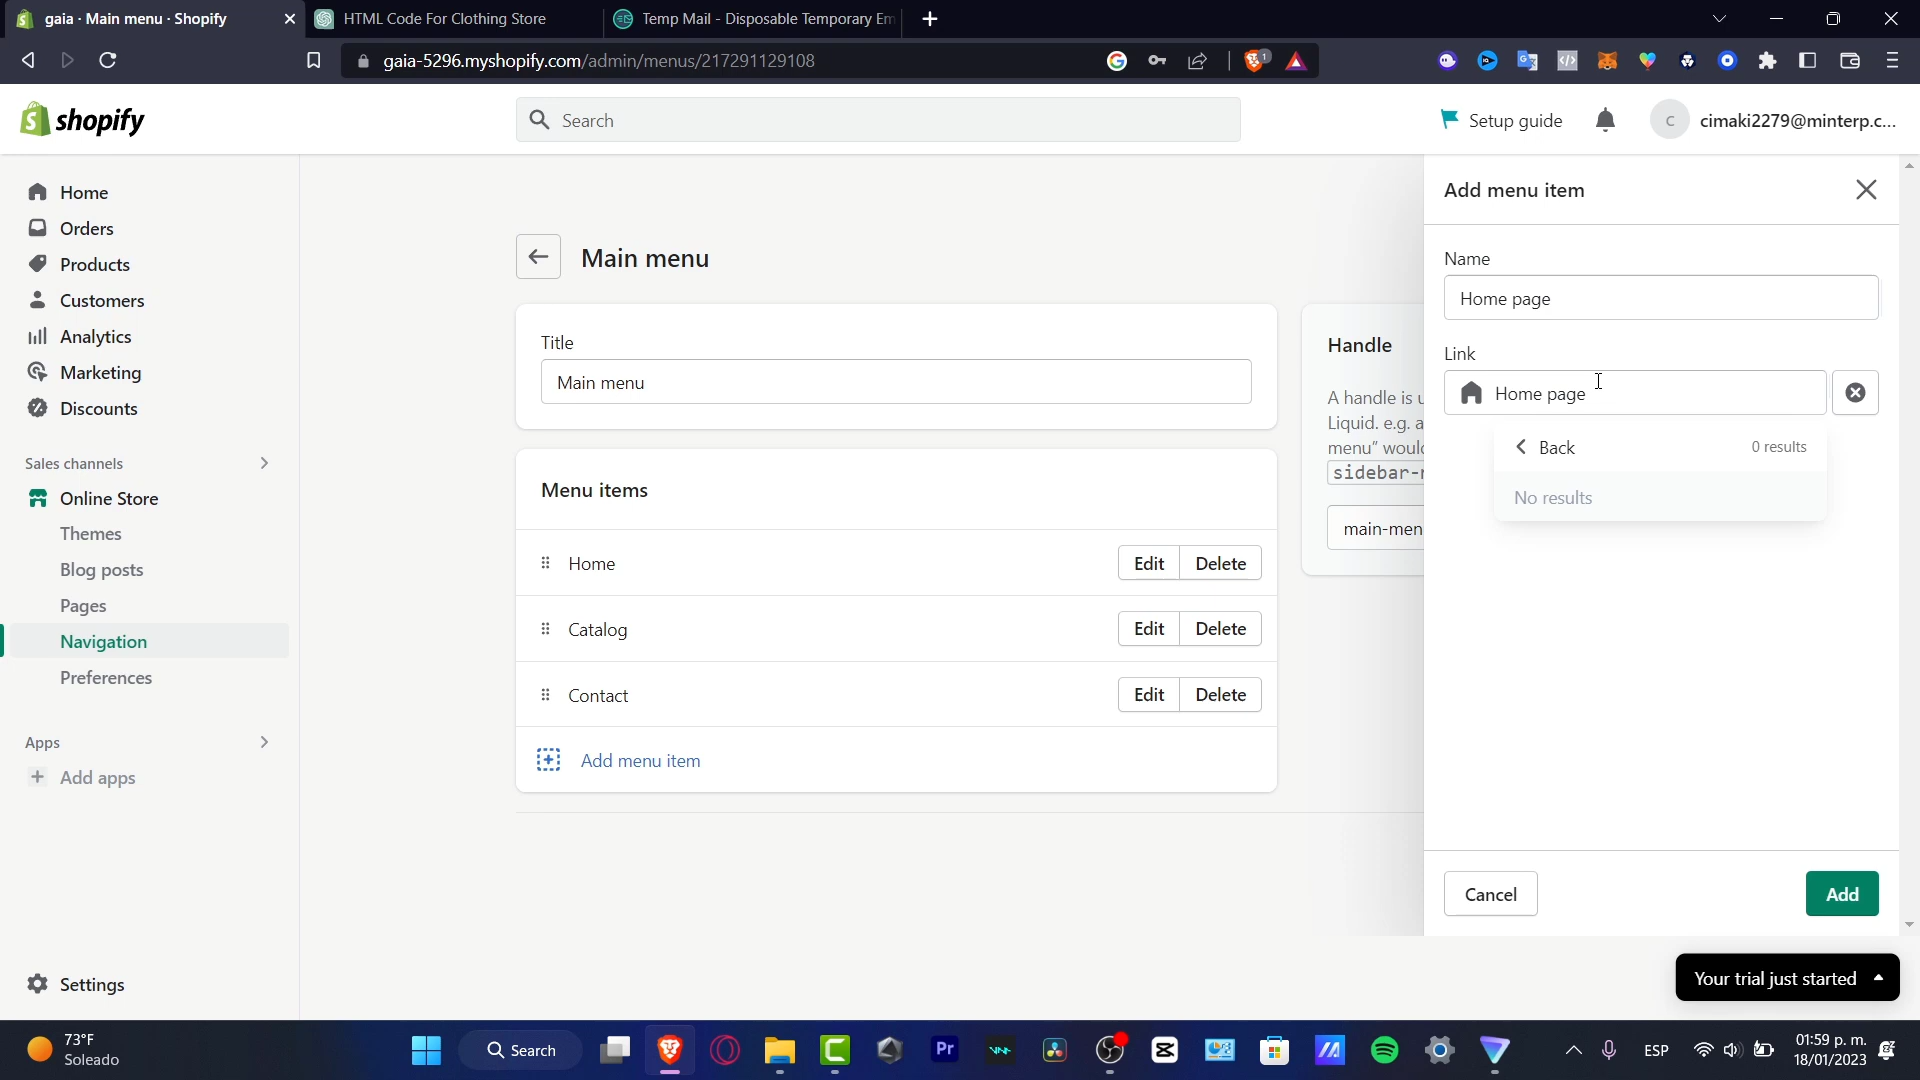 gaia · Main menu · Shopify
HTML Code For Clothing Store
Temp Mail - Disposable Temporary Em
gaia-5296.myshopify.com/admin/menus/217291129108
shopify
Search
Setup guide
C
cimaki2279@minterp.c...
Home
Orders
Products
Customers
Analytics
Marketing
Discounts
Sales channels
Online Store
Themes
Blog posts
Pages
Navigation
Preferences
Apps
Add apps
Settings
Main menu
Title
Main menu
Menu items
Home
Edit
Delete
Catalog
Edit
Delete
Contact
Edit
Delete
Add menu item
Handle
A handle is u
Liquid. e.g. a
menu” would
sidebar-
main-men
Add menu item
Name
Home page
Link
Home page
Back
0 results
No results
Cancel
Add
Your trial just started
73°F
Soleado
Search
Pr
ESP
01:59 p. m.
18/01/2023